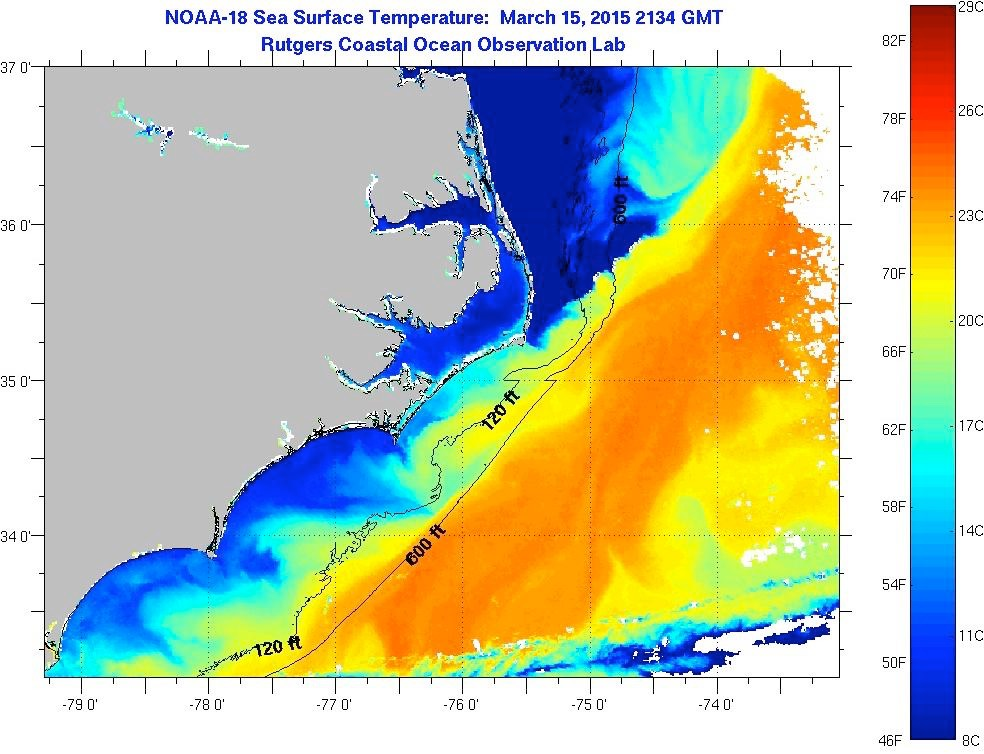 NOAA-18 Sea Surface Temperature: March 15, 2015 2134 GMT
Rutgers Coastal Ocean Observation Lab
37 0'
36 0'
35 0'
34 0'
-79 0'
-78 0'
-77 0'
-76 0'
-75 0'
-74 0'
600 ft
120 ft
600 ft
120 ft
82F
78F
74F
70F
66F
62F
58F
54F
50F
46F
29C
26C
23C
20C
17C
14C
11C
8C